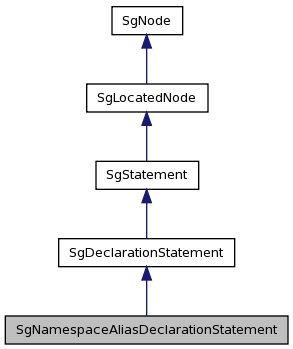 SgNode
SgLocatedNode
SgStatement
SgDeclarationStatement
SgNamespaceAliasDeclarationStatement